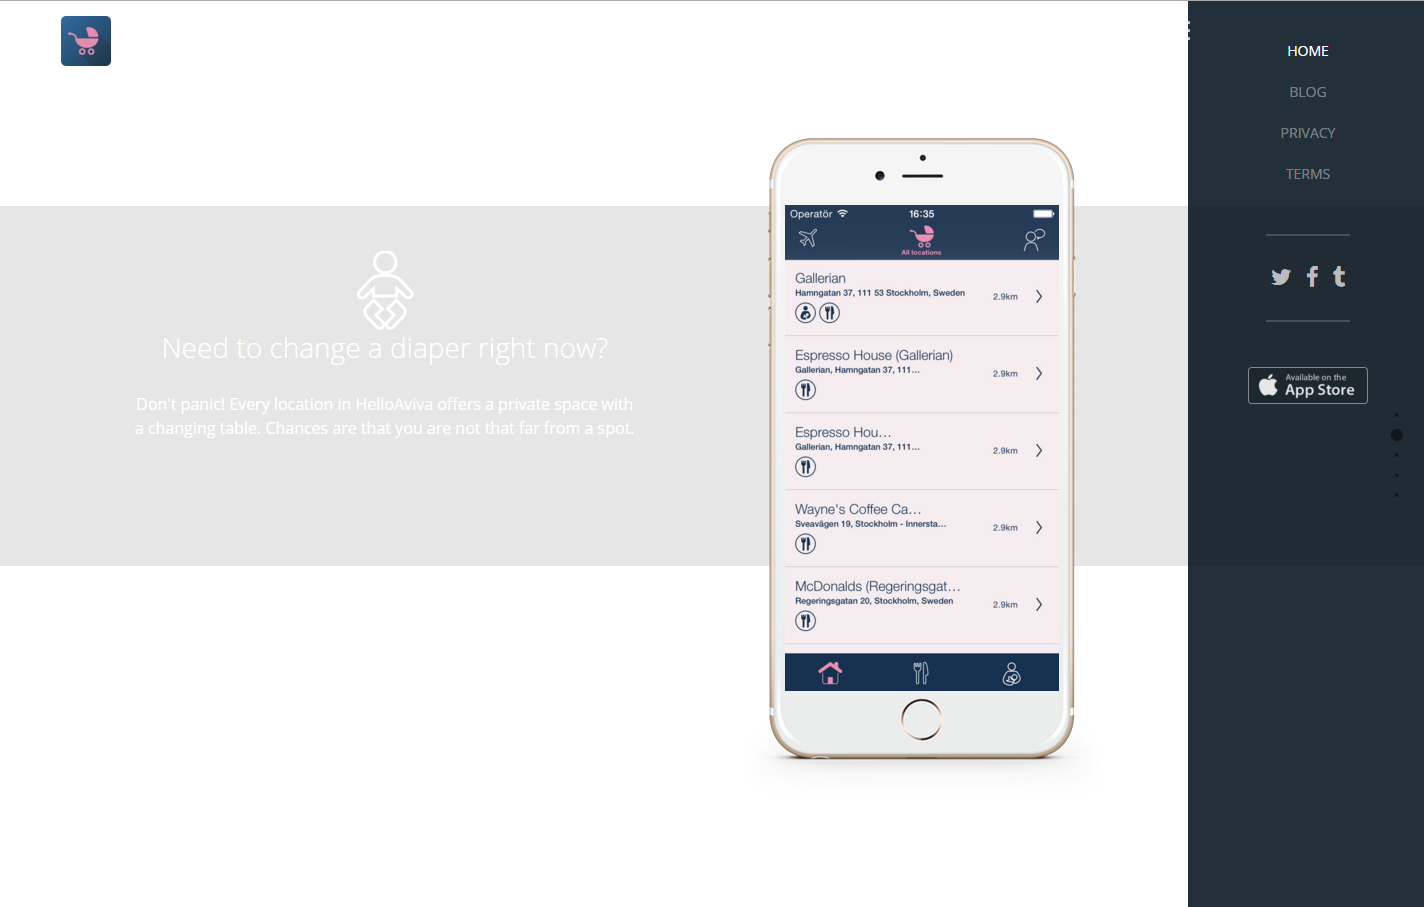 HOME
BLOG
PRIVACY
TERMS
Available on the
App Store
Need to change a diaper right now?
Don't panic! Every location in HelloAviva offers a private space with
a changing table. Chances are that you are not that far from a spot.
Operatör 16:35
All locations
Gallerian
Hamngatan 37, 111 53 Stockholm, Sweden 2.9km
Espresso House (Gallerian)
Gallerian, Hamngatan 37, 111... 2.9km
Espresso Hou...
Gallerian, Hamngatan 37, 111... 2.9km
Wayne's Coffee Ca...
Sveavägen 19, Stockholm - Innersta... 2.9km
McDonalds (Regeringsgat...
Regeringsgatan 20, Stockholm, Sweden 2.9km